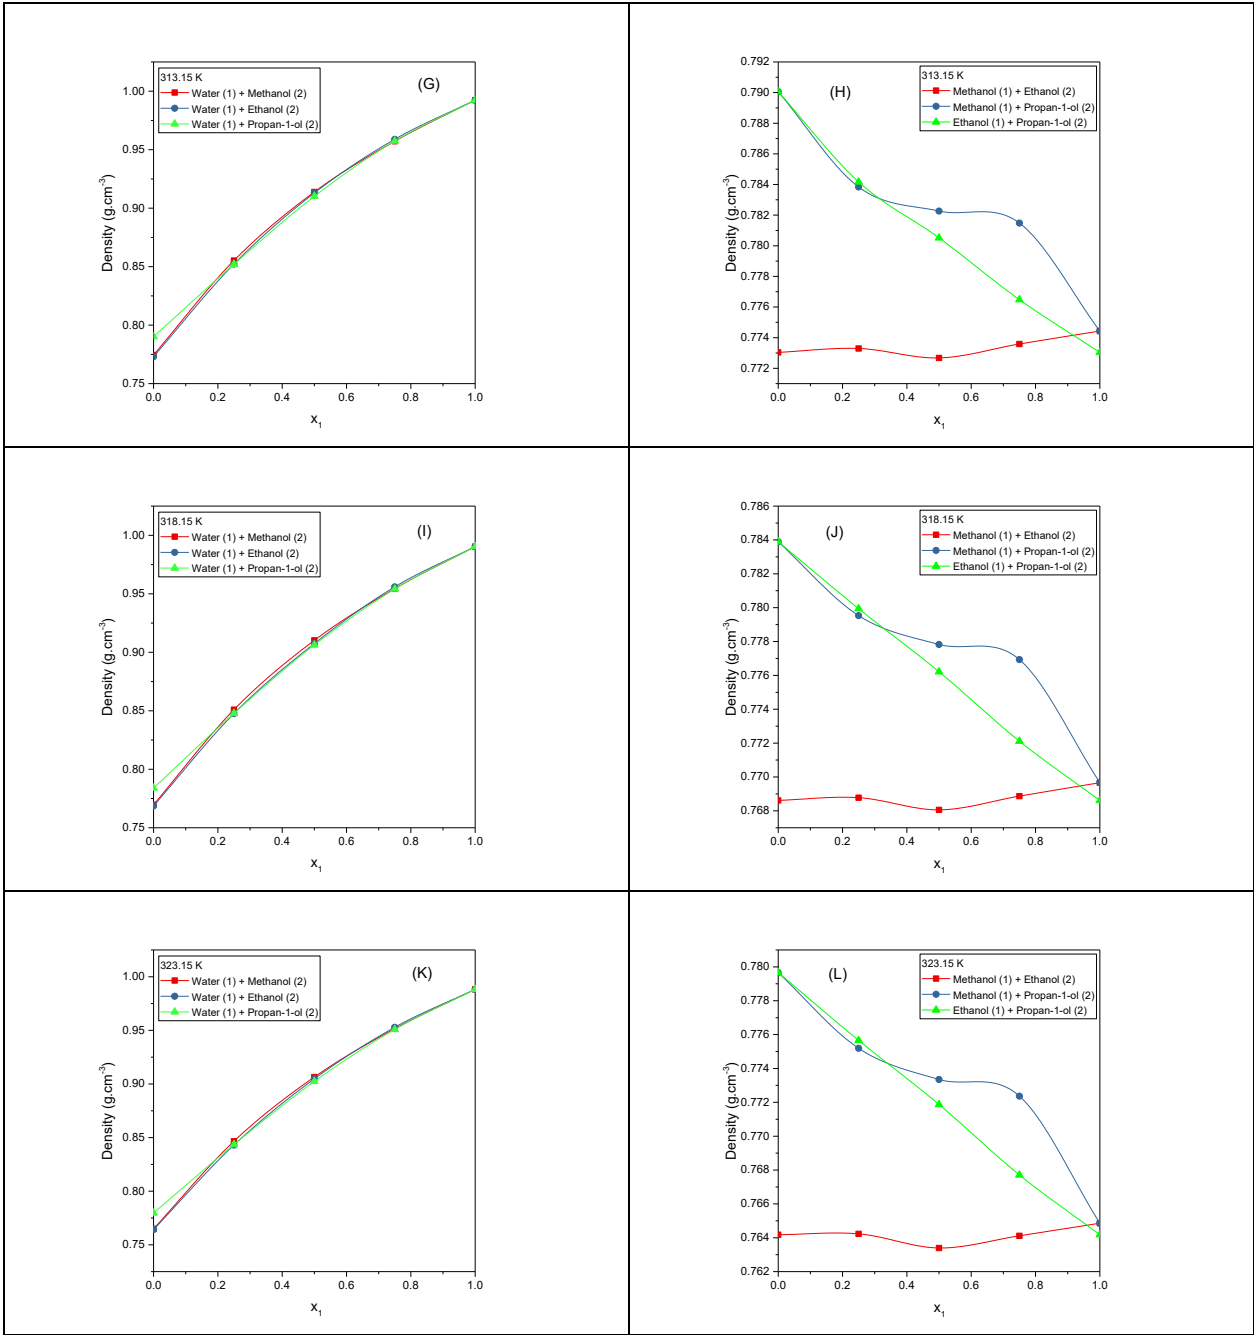 313.15 K
Water (1) + Methanol (2)
Water (1) + Ethanol (2)
Water (1) + Propan-1-ol (2)
(G)
1.00
0.95
0.90
0.85
0.80
0.75
Density (g.cm⁻³)
0.0 0.2 0.4 0.6 0.8 1.0
x₁
313.15 K
Methanol (1) + Ethanol (2)
Methanol (1) + Propan-1-ol (2)
Ethanol (1) + Propan-1-ol (2)
(H)
0.792
0.790
0.788
0.786
0.784
0.782
0.780
0.778
0.776
0.774
0.772
Density (g.cm⁻³)
0.0 0.2 0.4 0.6 0.8 1.0
x₁
318.15 K
Water (1) + Methanol (2)
Water (1) + Ethanol (2)
Water (1) + Propan-1-ol (2)
(I)
1.00
0.95
0.90
0.85
0.80
0.75
Density (g.cm⁻³)
0.0 0.2 0.4 0.6 0.8 1.0
x₁
318.15 K
Methanol (1) + Ethanol (2)
Methanol (1) + Propan-1-ol (2)
Ethanol (1) + Propan-1-ol (2)
(J)
0.786
0.784
0.782
0.780
0.778
0.776
0.774
0.772
0.770
0.768
Density (g.cm⁻³)
0.0 0.2 0.4 0.6 0.8 1.0
x₁
323.15 K
Water (1) + Methanol (2)
Water (1) + Ethanol (2)
Water (1) + Propan-1-ol (2)
(K)
1.00
0.95
0.90
0.85
0.80
0.75
Density (g.cm⁻³)
0.0 0.2 0.4 0.6 0.8 1.0
x₁
323.15 K
Methanol (1) + Ethanol (2)
Methanol (1) + Propan-1-ol (2)
Ethanol (1) + Propan-1-ol (2)
(L)
0.780
0.778
0.776
0.774
0.772
0.770
0.768
0.766
0.764
0.762
Density (g.cm⁻³)
0.0 0.2 0.4 0.6 0.8 1.0
x₁